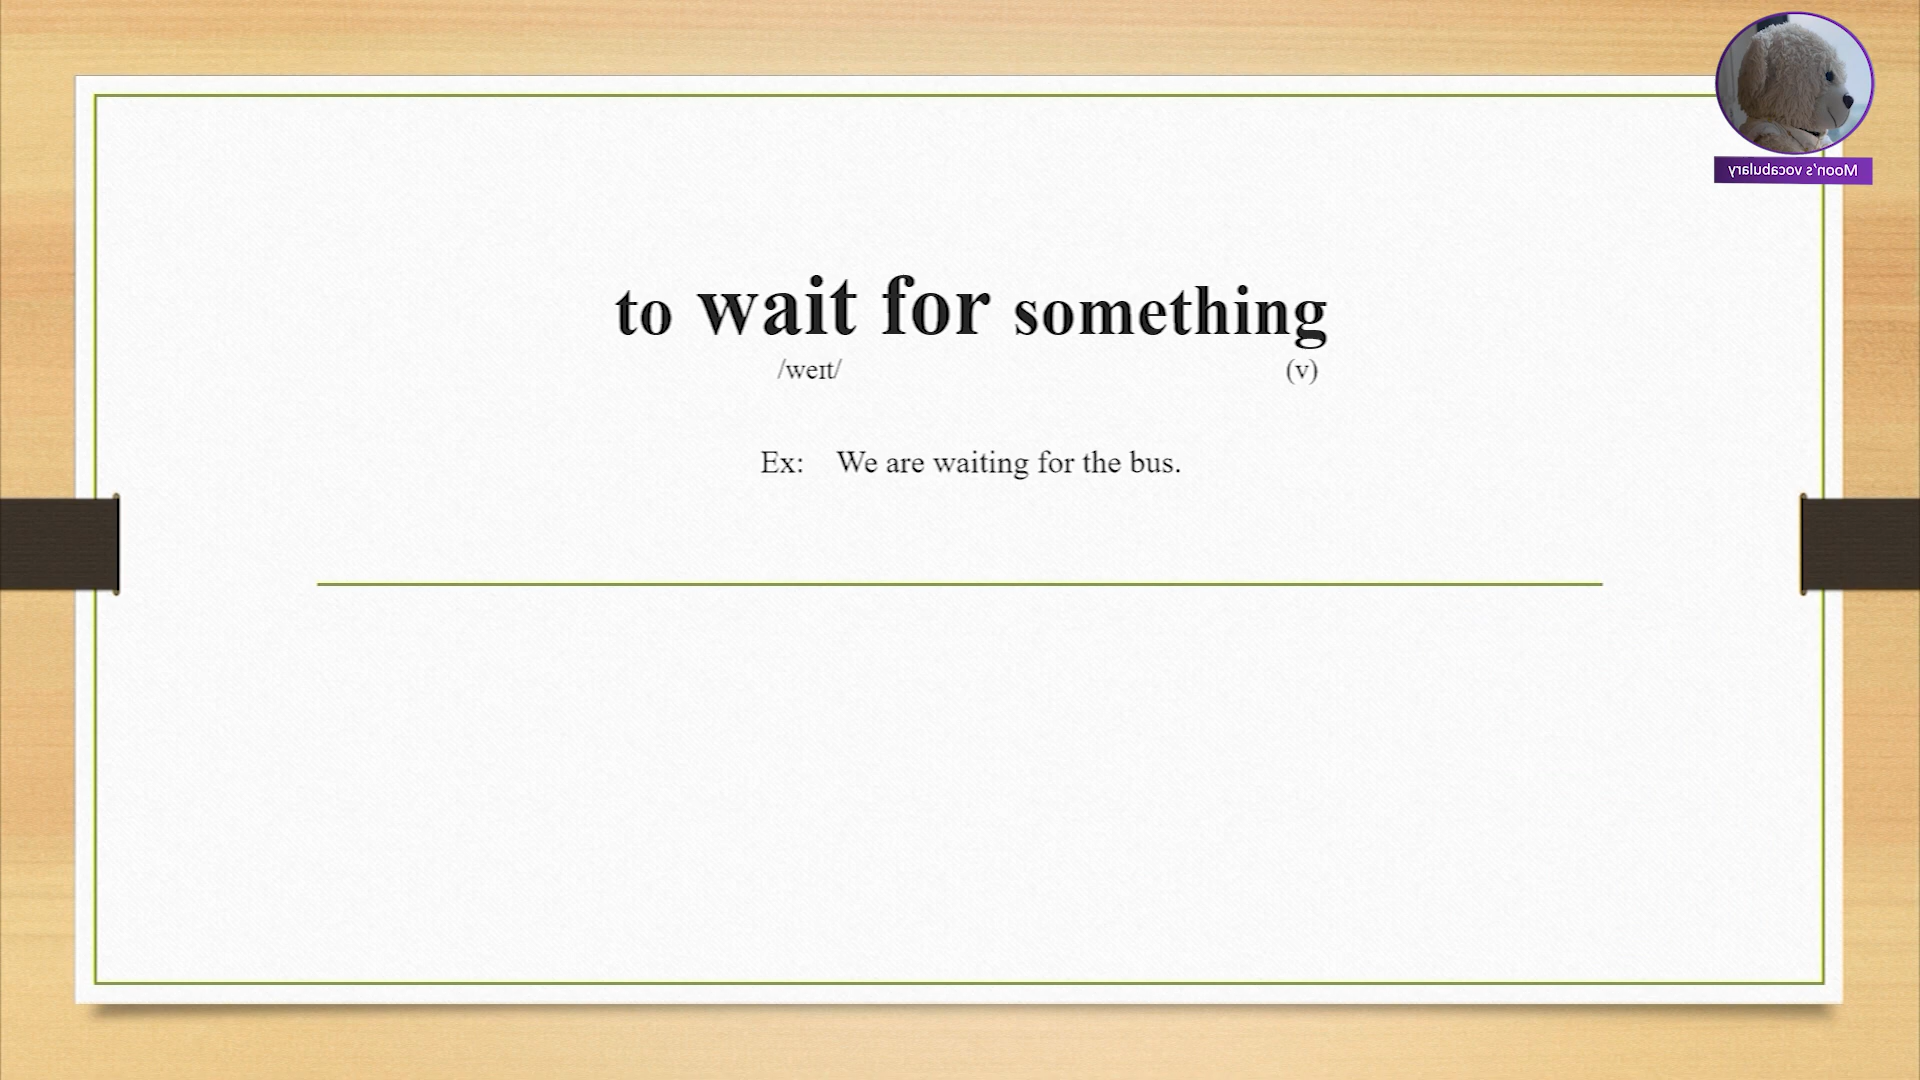 Moon's vocabulary
to wait for something
/weɪt/ (v)
Ex: We are waiting for the bus.